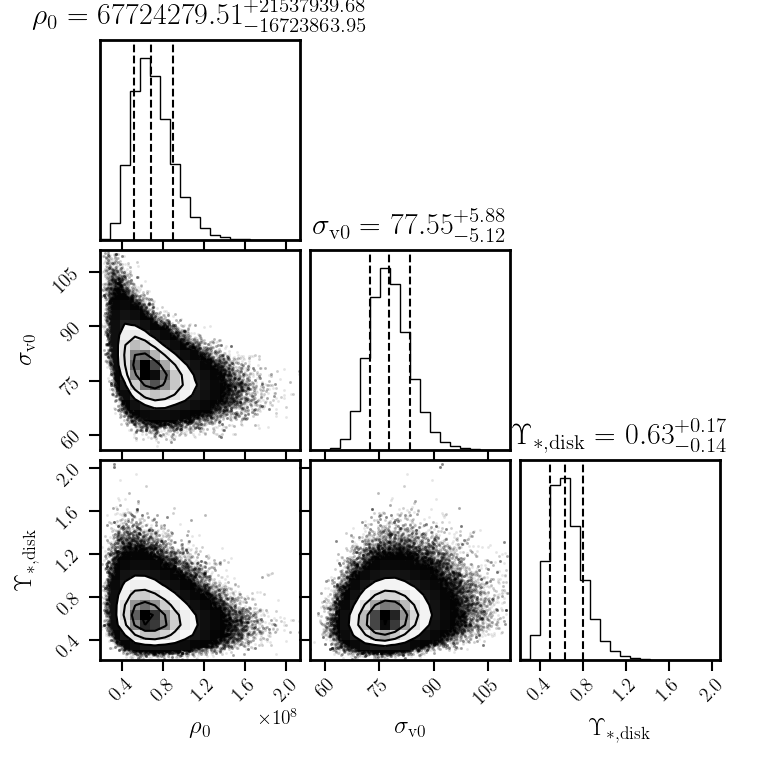 ρ₀ = 67724279.51⁺²¹⁵³⁷⁹³⁹·⁶⁸₋₁₆₇₂₃₈₆₃.₉₅
σᵥ₀ = 77.55⁺⁵·⁸⁸₋₅.₁₂
105
90
75
60
σᵥ₀
ϒ∗,disk = 0.63⁺⁰·¹⁷₋₀.₁₄
2.0
1.6
1.2
0.8
0.4
ϒ∗,disk
0.4 0.8 1.2 1.6 2.0
×10⁸
ρ₀
60 75 90 105
σᵥ₀
0.4 0.8 1.2 1.6 2.0
ϒ∗,disk